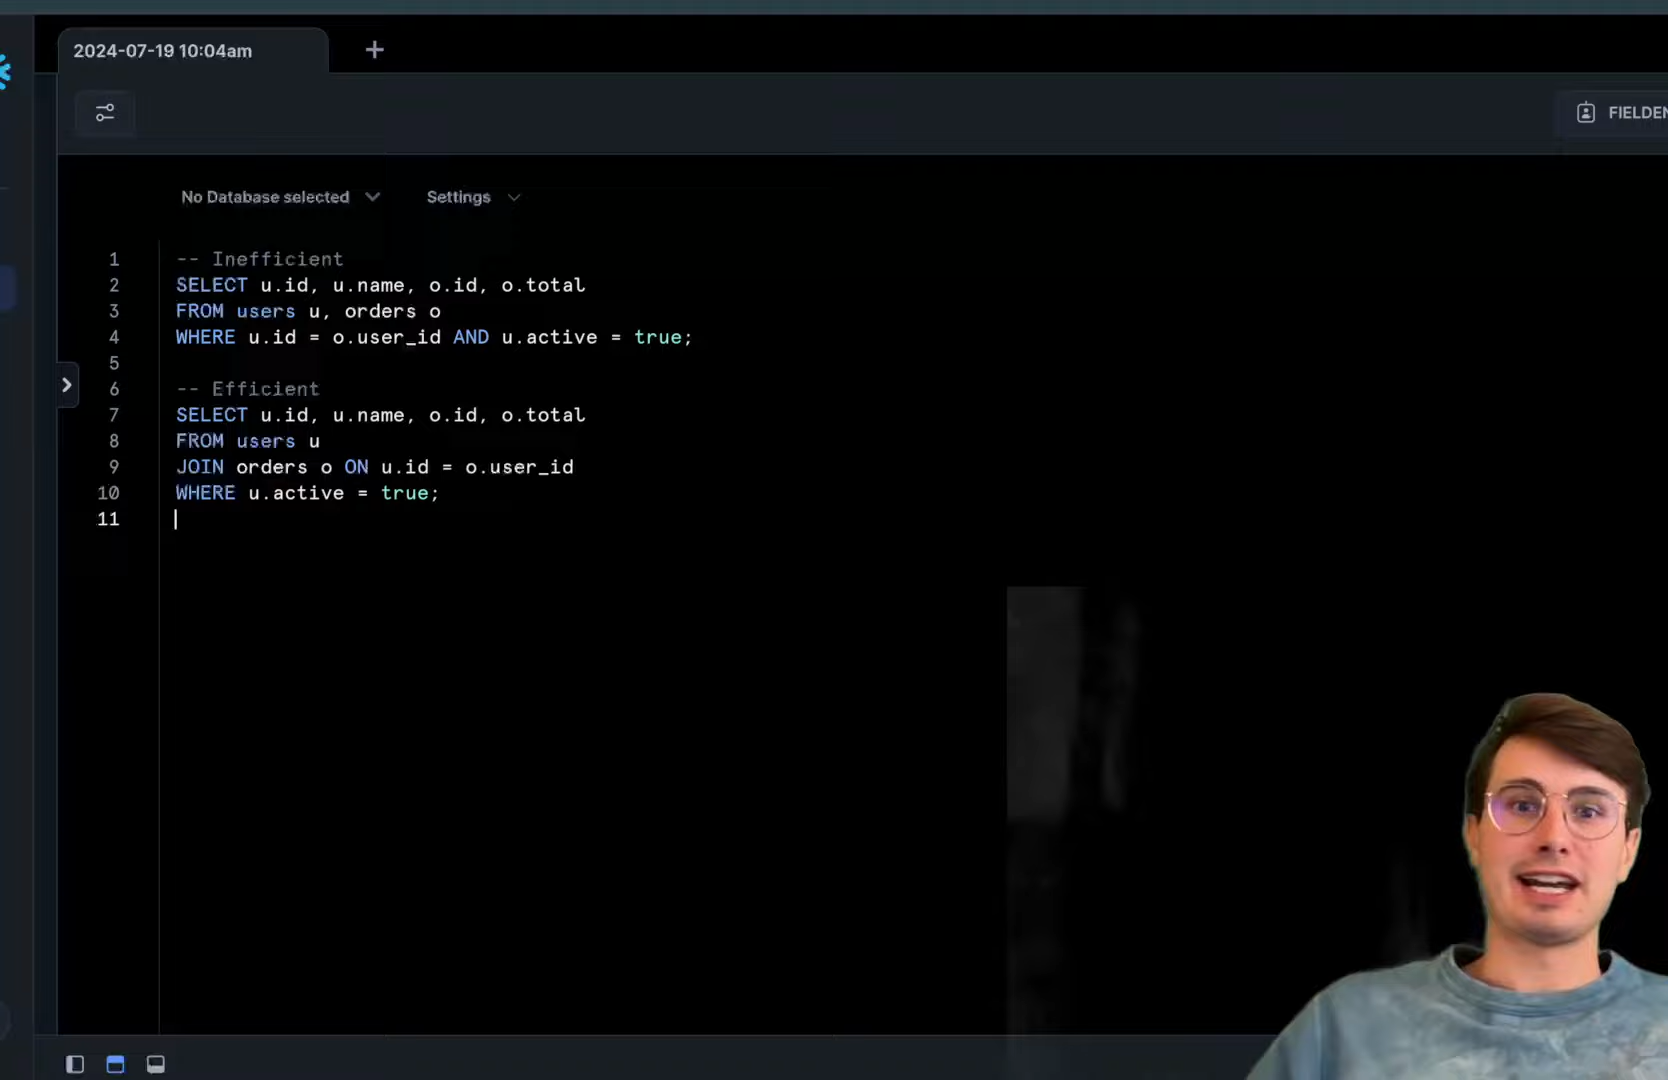 2024-07-19 10:04am
No Database selected
Settings
1 -- Inefficient
2 SELECT u.id, u.name, o.id, o.total
3 FROM users u, orders o
4 WHERE u.id = o.user_id AND u.active = true;
5
6 -- Efficient
7 SELECT u.id, u.name, o.id, o.total
8 FROM users u
9 JOIN orders o ON u.id = o.user_id
10 WHERE u.active = true;
11